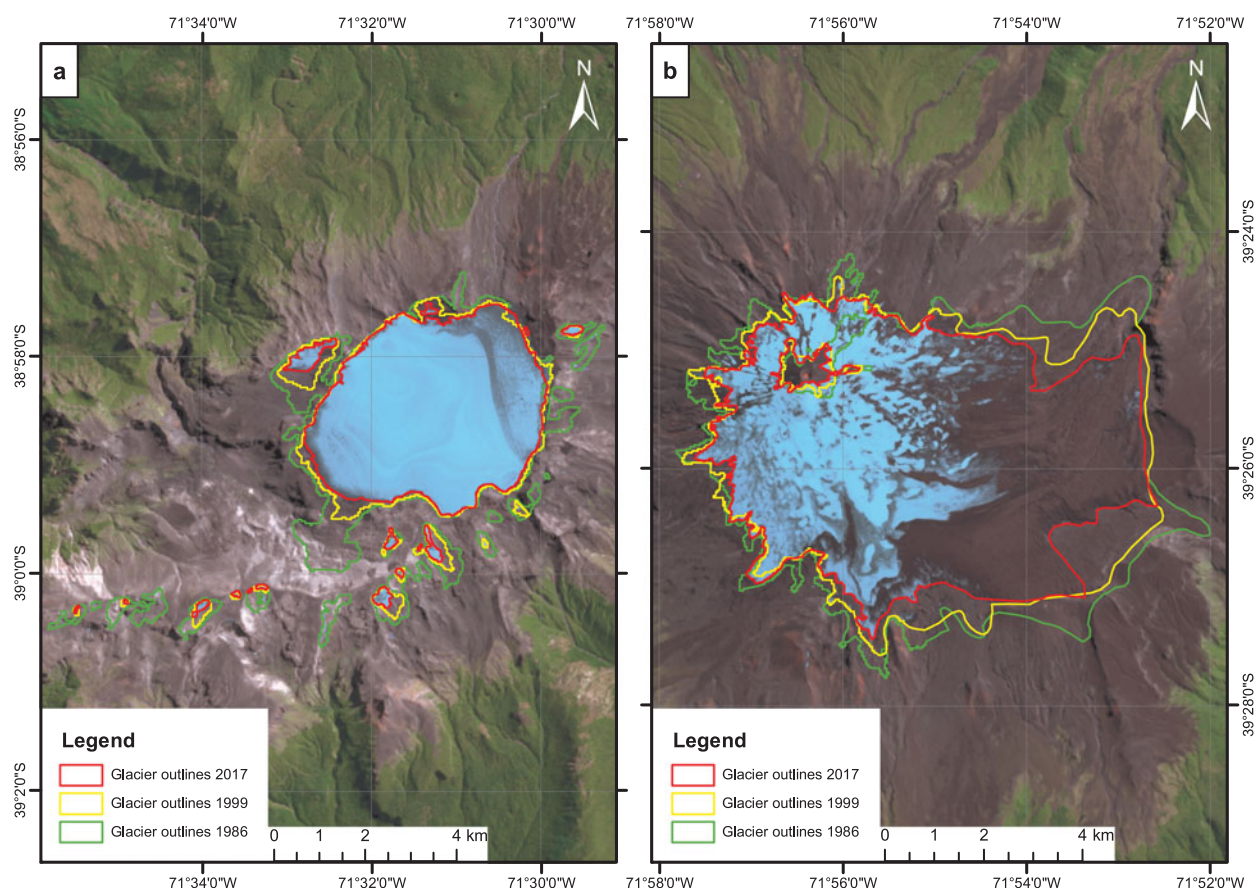 71°34'0"W 71°32'0"W 71°30'0"W 71°58'0"W 71°56'0"W 71°54'0"W 71°52'0"W
a
N
b
N
38°56'0"S
38°58'0"S
39°0'0"S
39°2'0"S
39°24'0"S
39°26'0"S
39°28'0"S
Legend
Glacier outlines 2017
Glacier outlines 1999
Glacier outlines 1986
0 1 2 4 km
Legend
Glacier outlines 2017
Glacier outlines 1999
Glacier outlines 1986
0 1 2 4 km
71°34'0"W 71°32'0"W 71°30'0"W 71°58'0"W 71°56'0"W 71°54'0"W 71°52'0"W